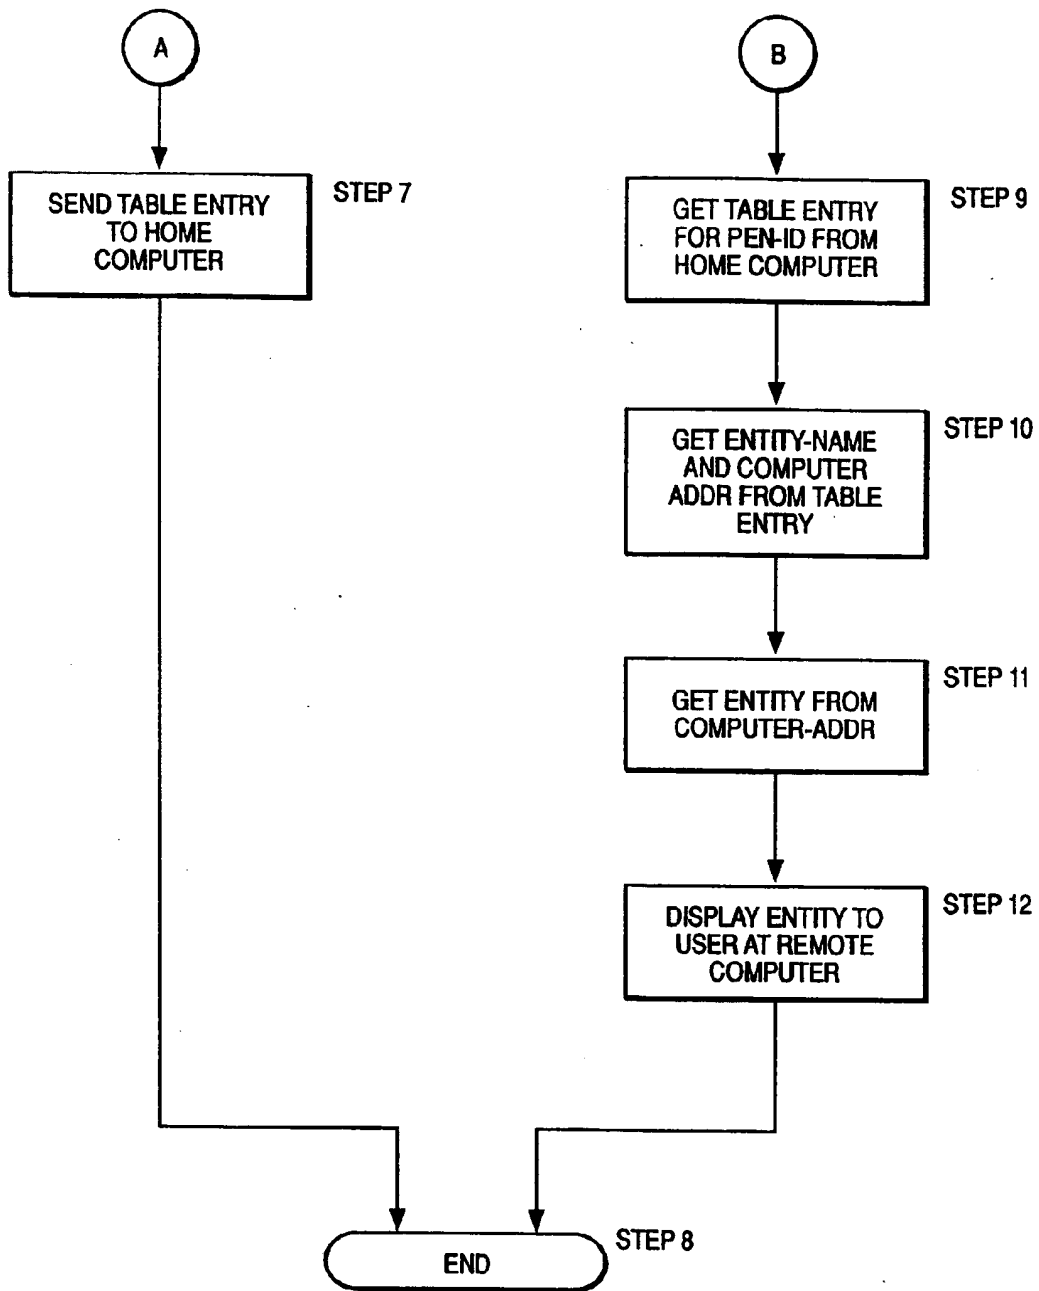 A
SEND TABLE ENTRY
TO HOME
COMPUTER
STEP 7
B
GET TABLE ENTRY
FOR PEN-ID FROM
HOME COMPUTER
STEP 9
GET ENTITY-NAME
AND COMPUTER
ADDR FROM TABLE
ENTRY
STEP 10
GET ENTITY FROM
COMPUTER-ADDR
STEP 11
DISPLAY ENTITY TO
USER AT REMOTE
COMPUTER
STEP 12
END
STEP 8